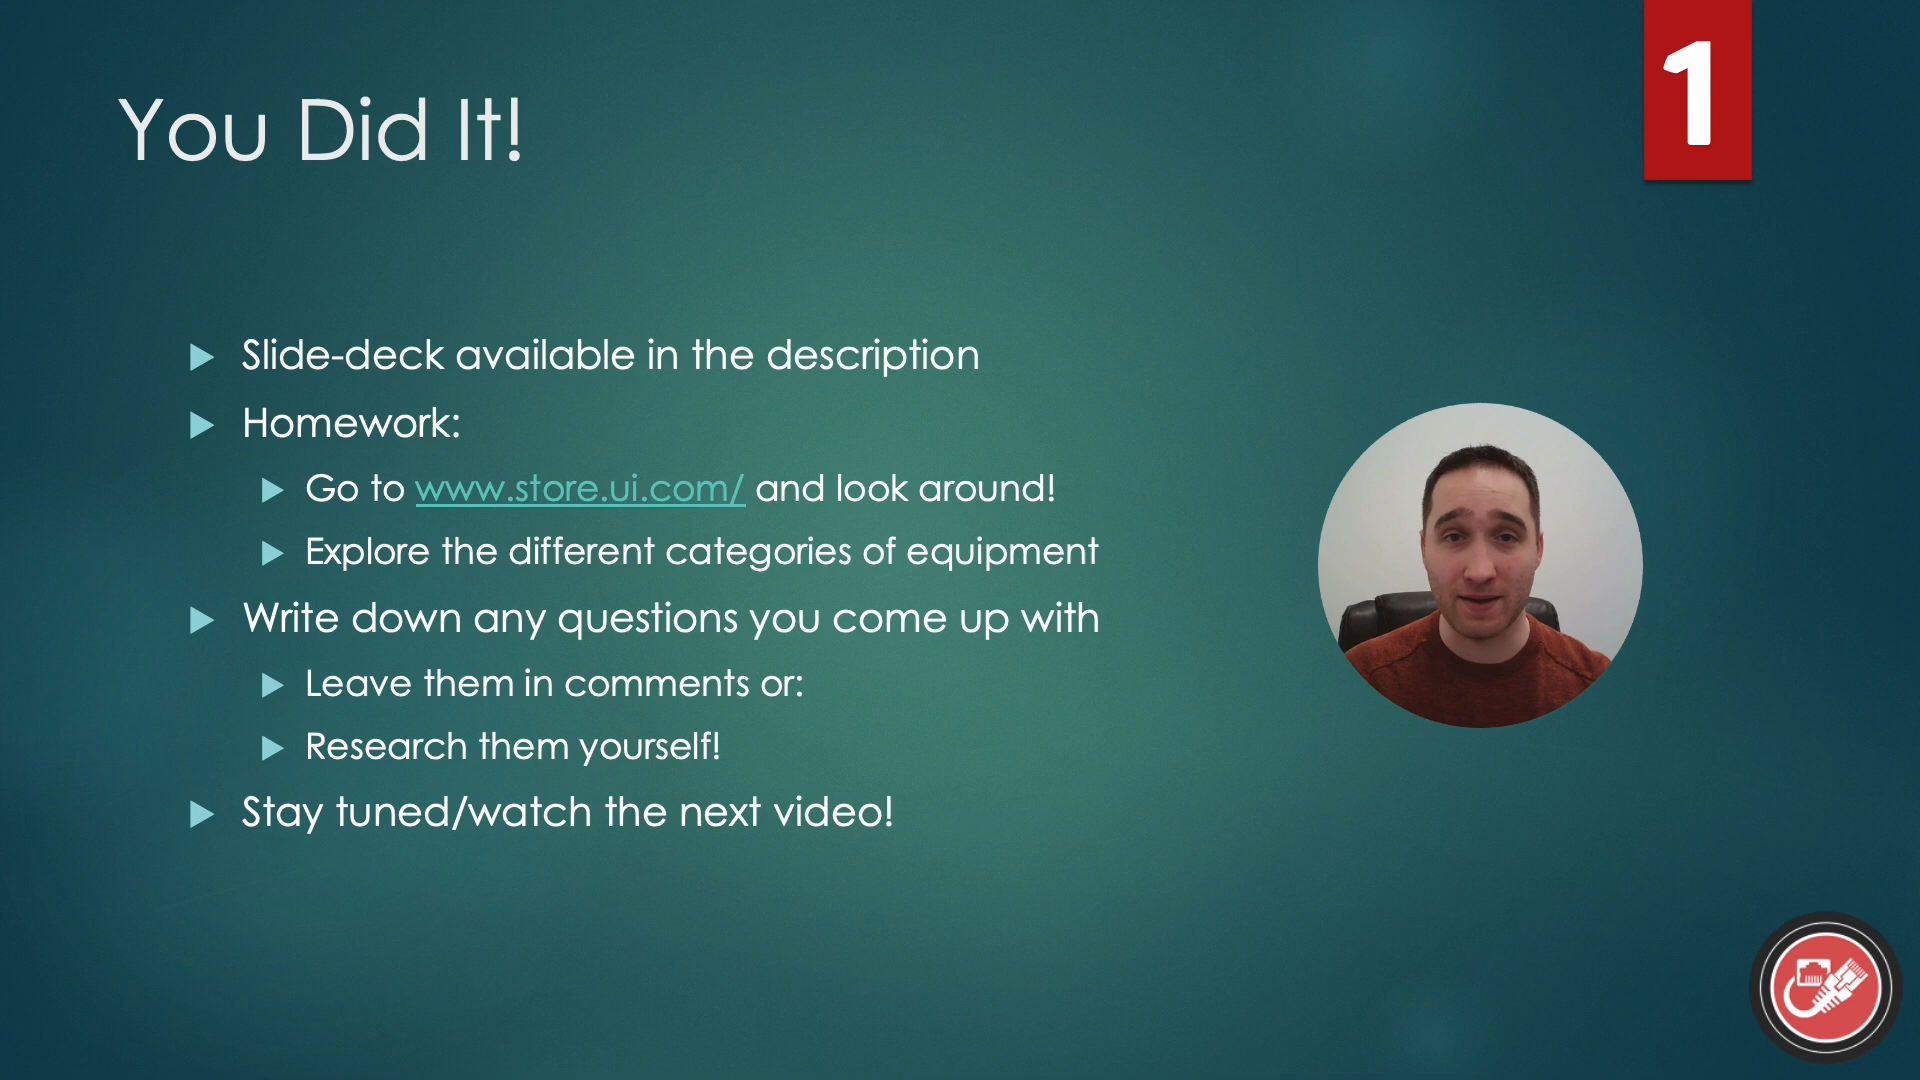 You Did It!
1
Slide-deck available in the description
Homework:
Go to www.store.ui.com/ and look around!
Explore the different categories of equipment
Write down any questions you come up with
Leave them in comments or:
Research them yourself!
Stay tuned/watch the next video!